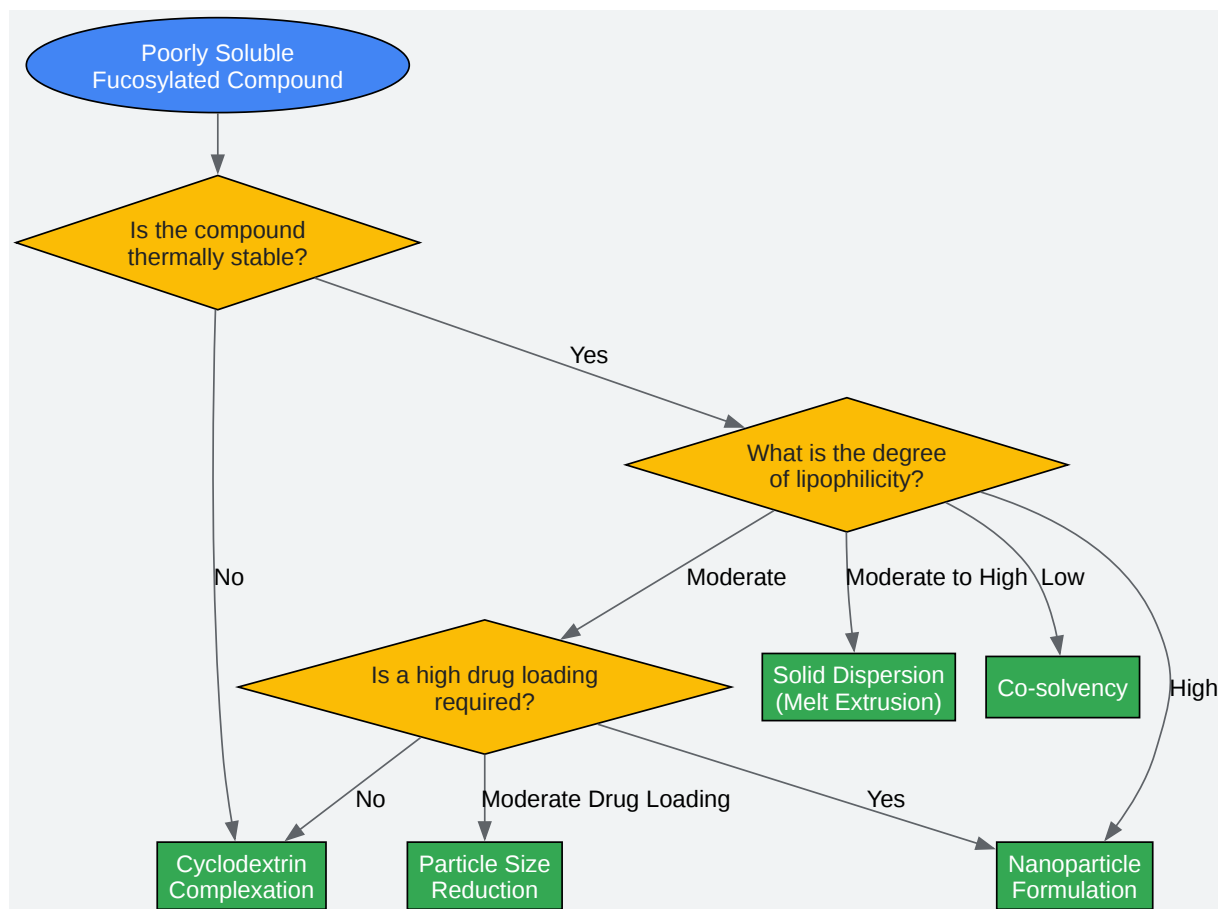 Poorly Soluble
Fucosylated Compound
Is the compound
thermally stable?
Yes
What is the degree
of lipophilicity?
No
Moderate
Moderate to High
Low
Is a high drug loading
required?
Solid Dispersion
(Melt Extrusion)
Co-solvency
High
No
Moderate Drug Loading
Yes
Cyclodextrin
Complexation
Particle Size
Reduction
Nanoparticle
Formulation